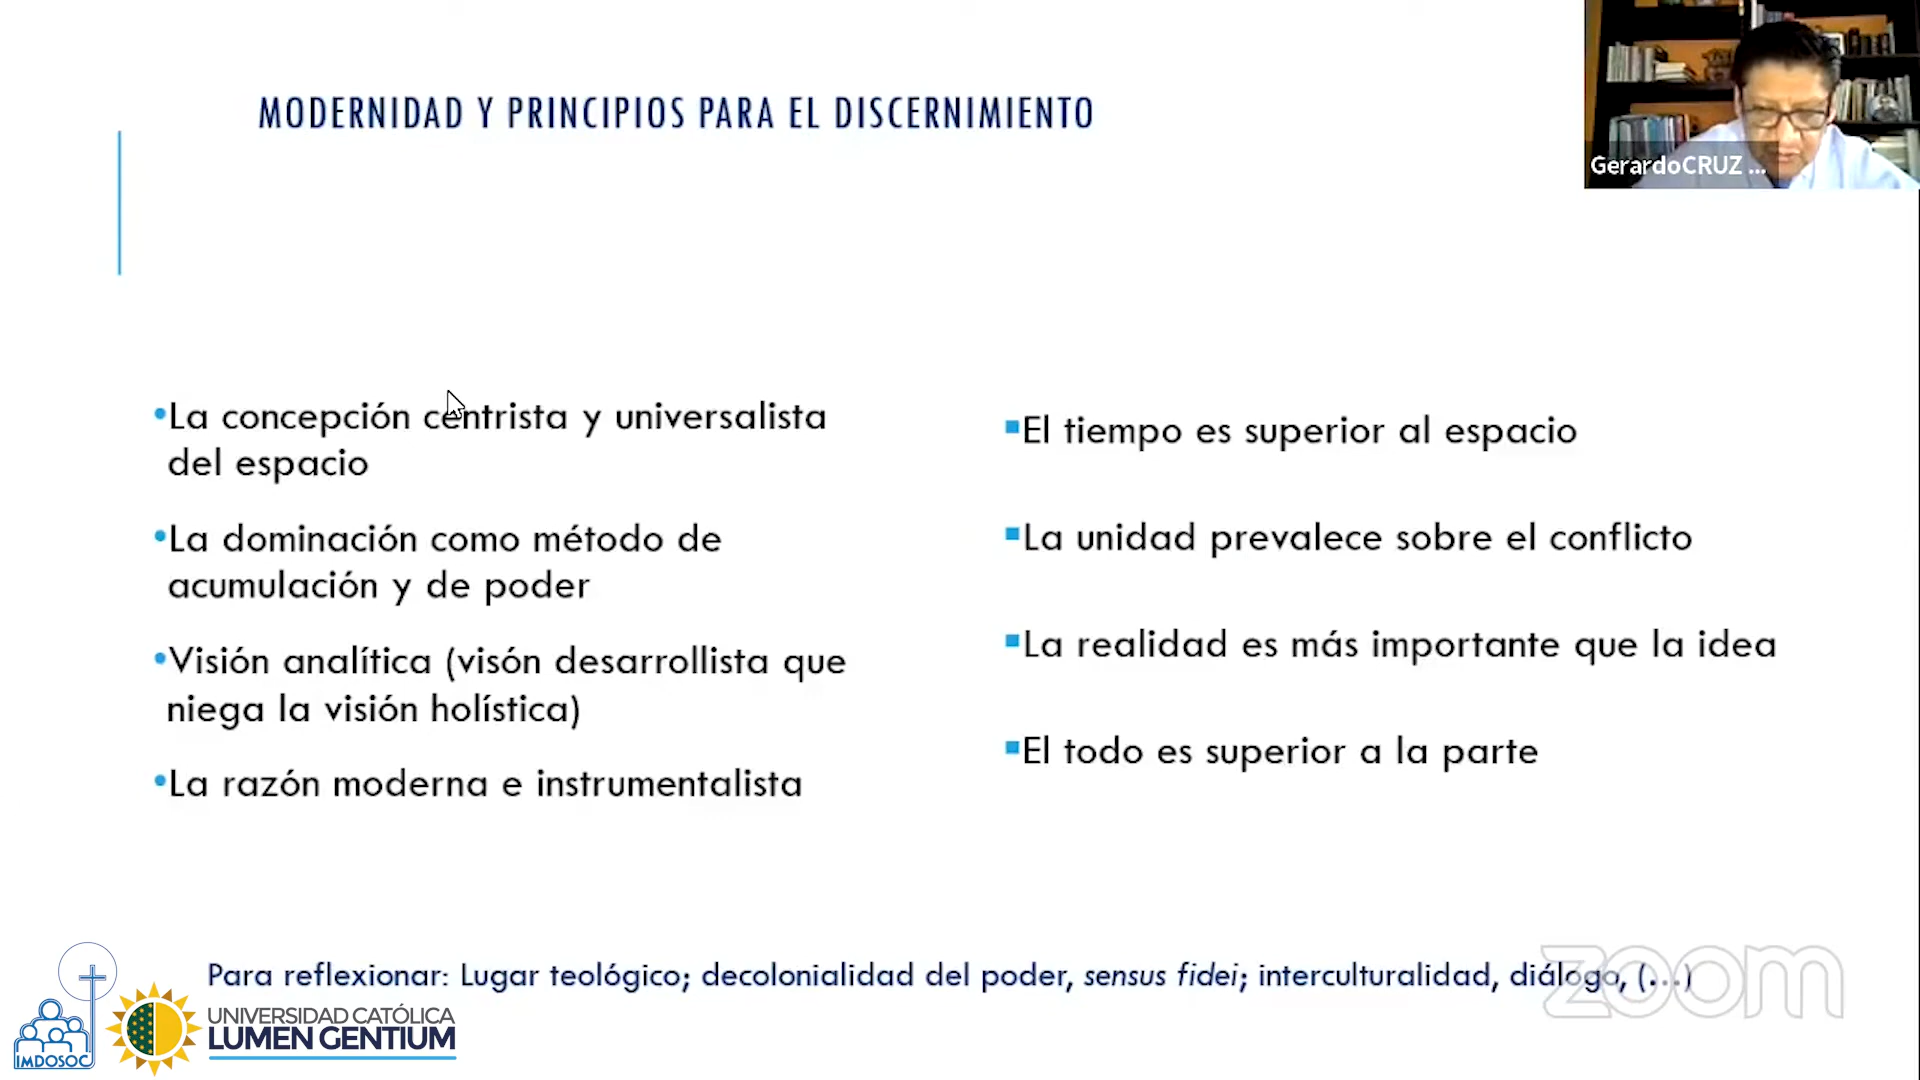 MODERNIDAD Y PRINCIPIOS PARA EL DISCERNIMIENTO
GerardoCRUZ ...
•La concepción centrista y universalista
del espacio
•La dominación como método de
acumulación y de poder
•Visión analítica (visón desarrollista que
niega la visión holística)
•La razón moderna e instrumentalista
▪El tiempo es superior al espacio
▪La unidad prevalece sobre el conflicto
▪La realidad es más importante que la idea
▪El todo es superior a la parte
Para reflexionar: Lugar teológico; decolonialidad del poder, sensus fidei; interculturalidad, diálogo, (...)
zoom
IMDOSOC
UNIVERSIDAD CATÓLICA
LUMEN GENTIUM